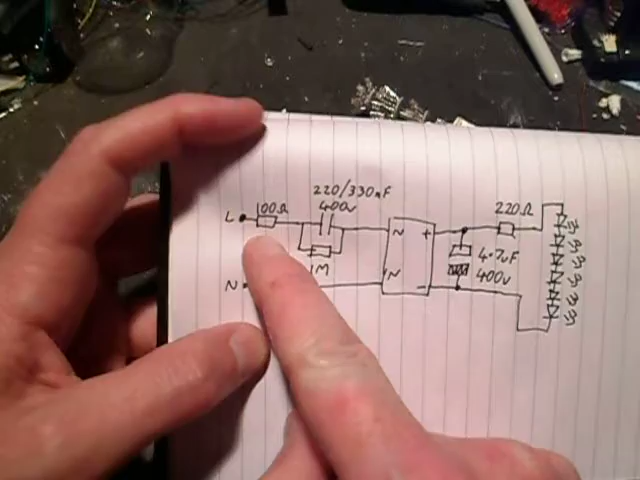 220/330nF
400v
L
100Ω
1M
N
~
~
+
-
220Ω
4.7uF
400v